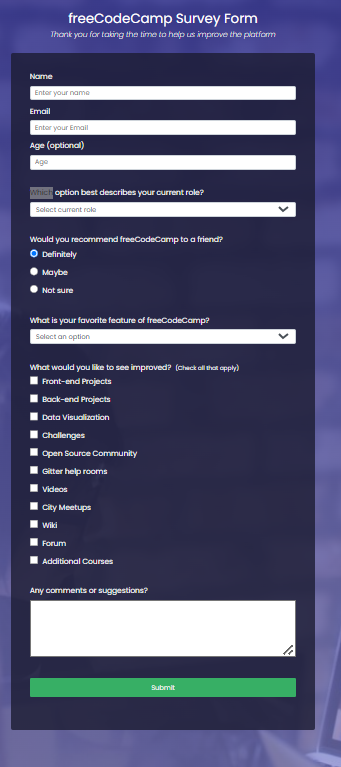 freeCodeCamp Survey Form
Thank you for taking the time to help us improve the platform
Name
Enter your name
Email
Enter your Email
Age (optional)
Age
Which option best describes your current role?
Select current role
Would you recommend freeCodeCamp to a friend?
Definitely
Maybe
Not sure
What is your favorite feature of freeCodeCamp?
Select an option
What would you like to see improved? (Check all that apply)
Front-end Projects
Back-end Projects
Data Visualization
Challenges
Open Source Community
Gitter help rooms
Videos
City Meetups
Wiki
Forum
Additional Courses
Any comments or suggestions?
Submit